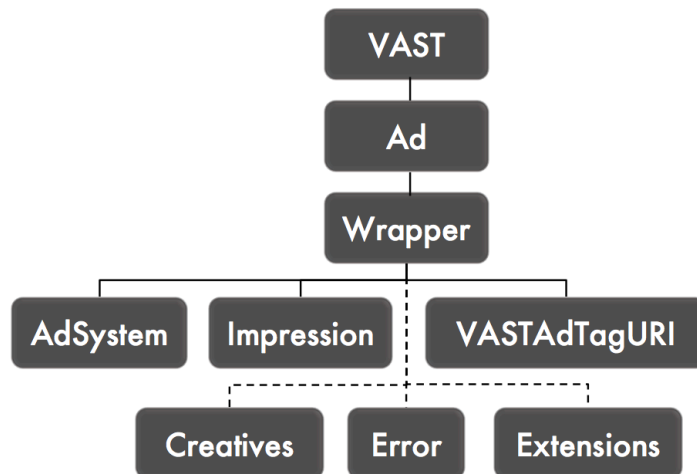 VAST
Ad
Wrapper
AdSystem
Impression
VASTAdTagURI
Creatives
Error
Extensions